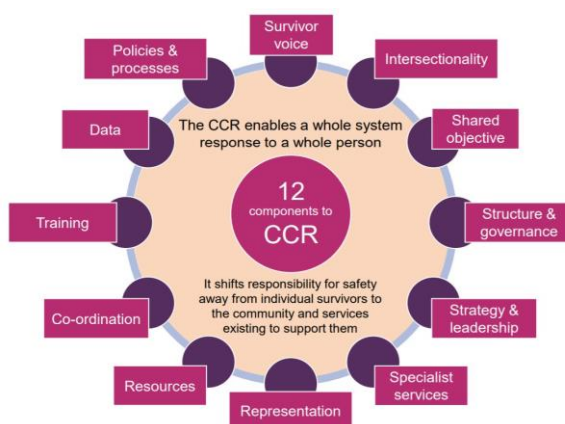 Survivor
voice
Intersectionality
Shared
objective
Structure &
governance
Strategy &
leadership
Specialist
services
Representation
Resources
Co-ordination
Training
Data
Policies &
processes
The CCR enables a whole system
response to a whole person
12
components to
CCR
It shifts responsibility for safety
away from individual survivors to
the community and services
existing to support them